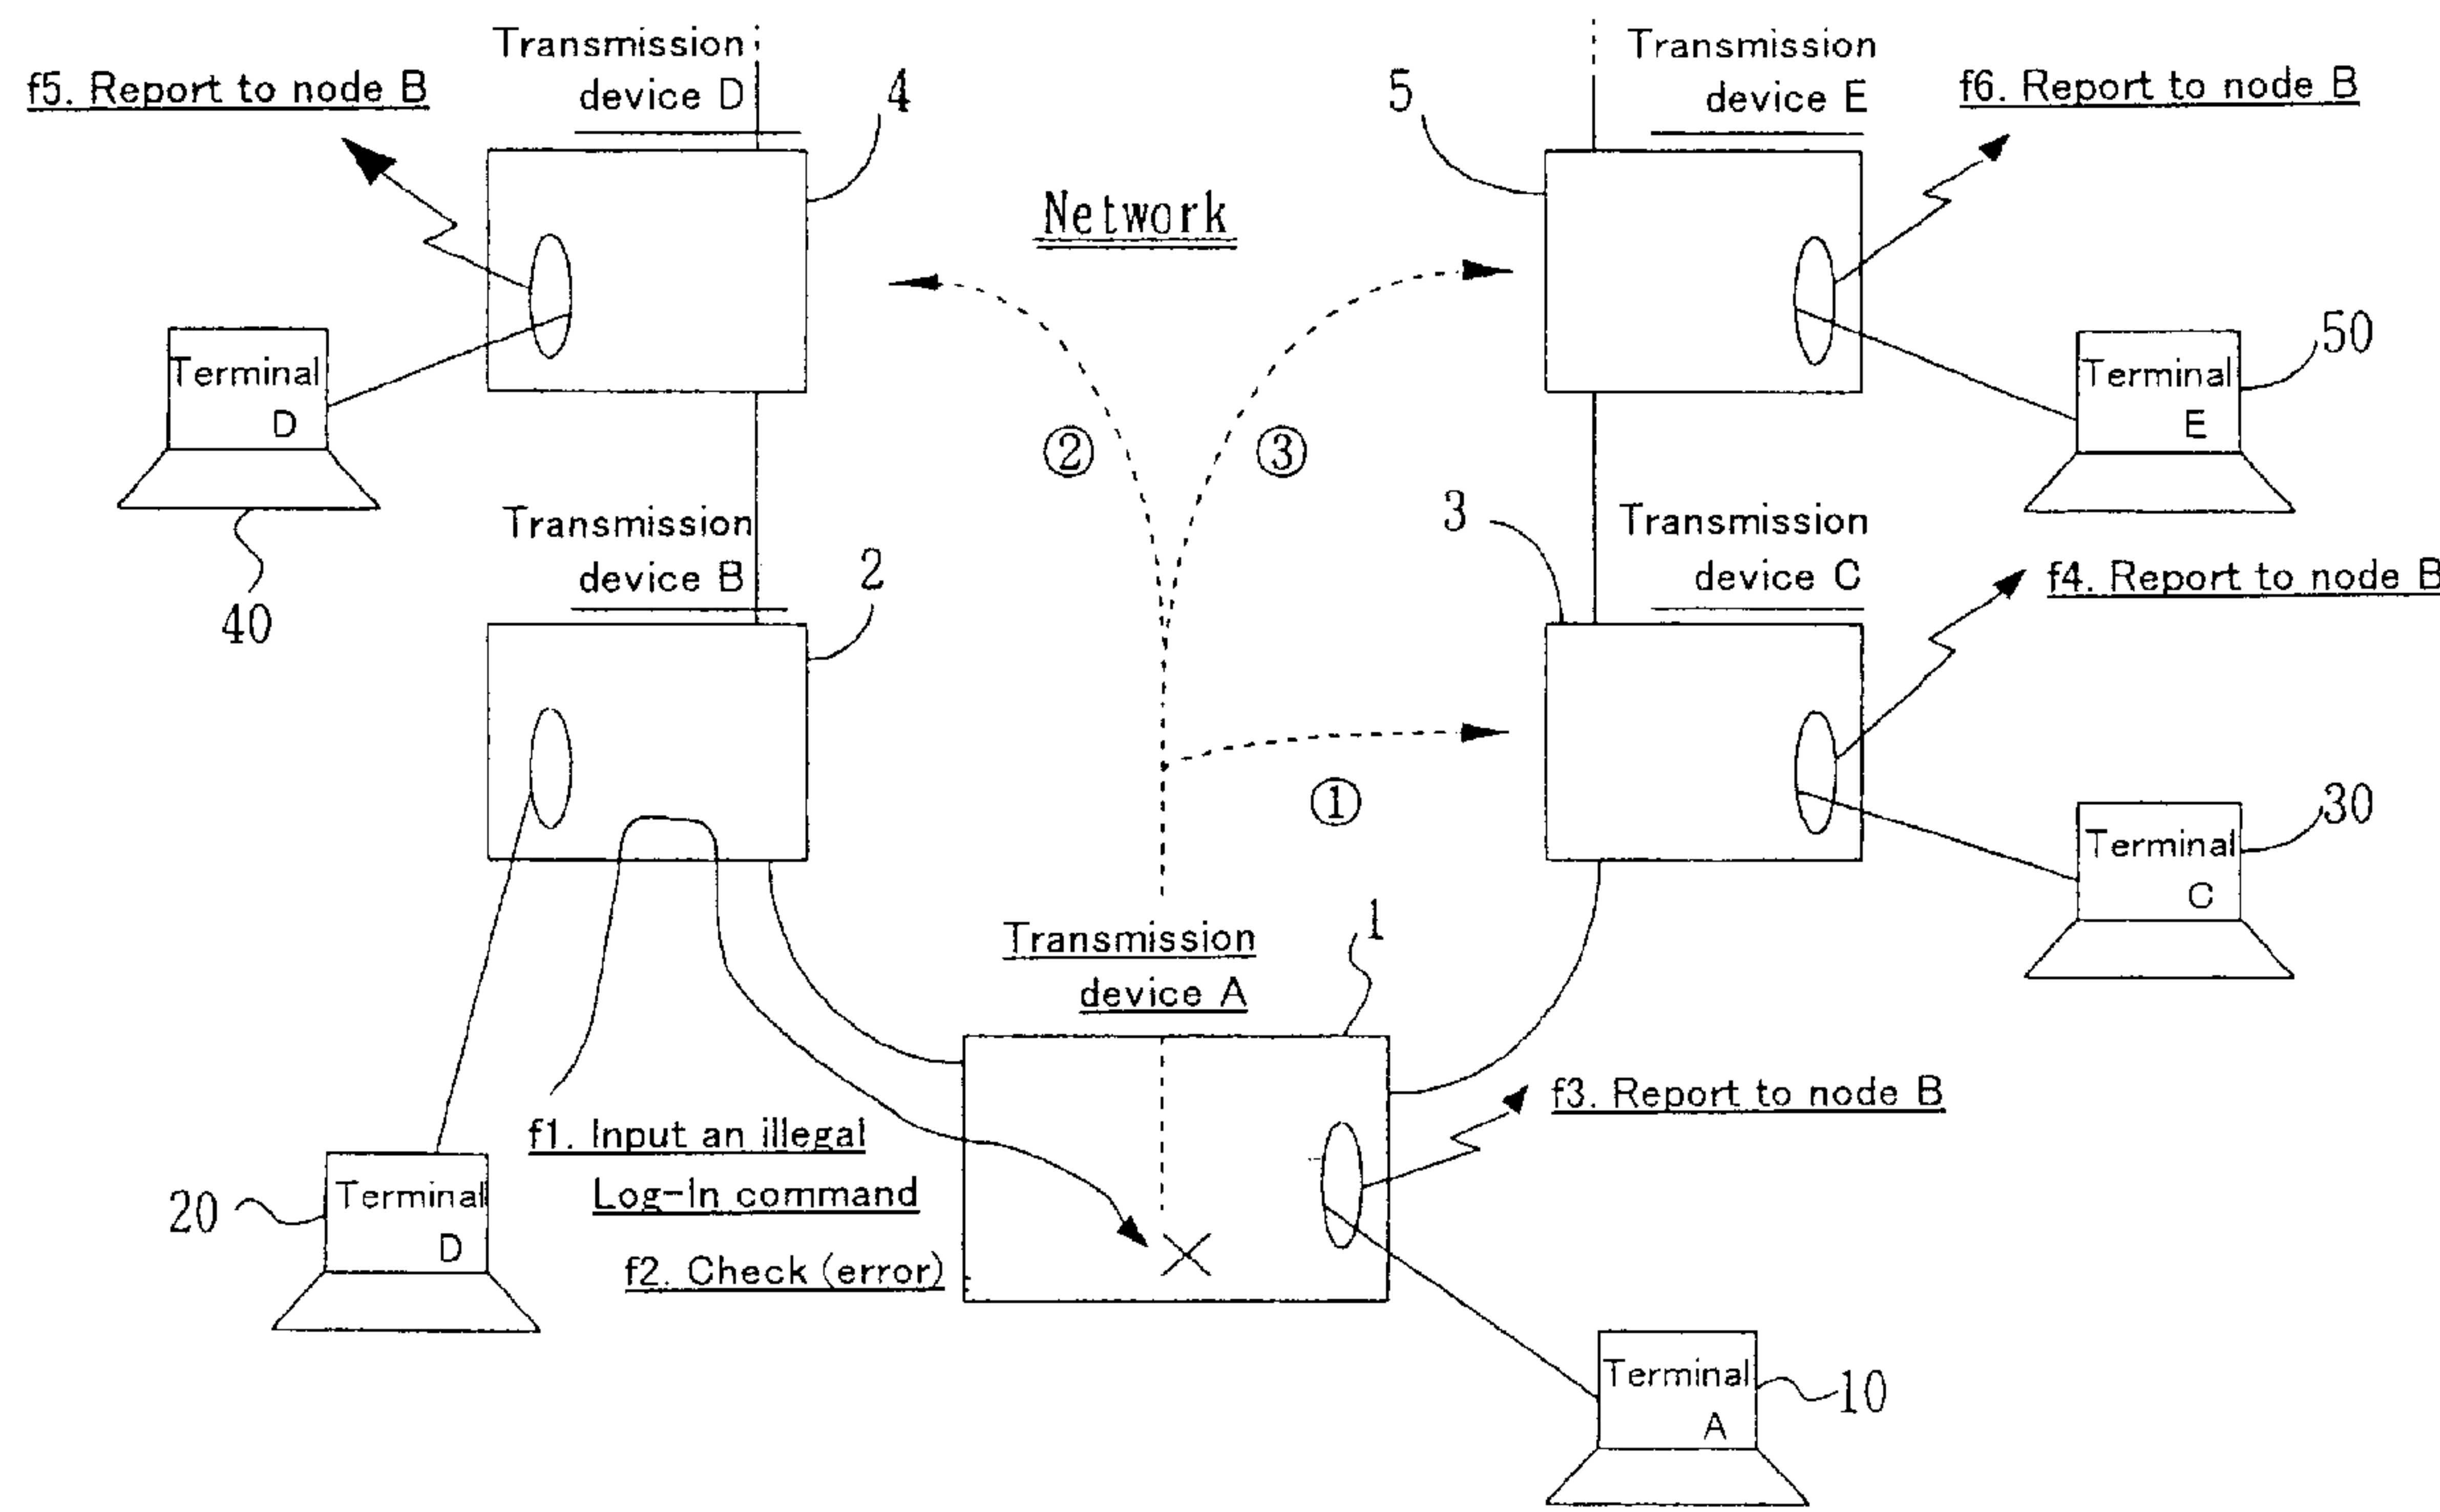 Transmission
device D
f5. Report to node B
4
Transmission
device E
5
f6. Report to node B
Network
Terminal
D
40
②
③
50
Terminal
E
Transmission
device B
2
3
Transmission
device C
f4. Report to node B
①
30
Terminal
C
Transmission
device A
1
f3. Report to node B
f1. Input an illegal
Log-In command
f2. Check (error)
20
Terminal
D
Terminal
A
10